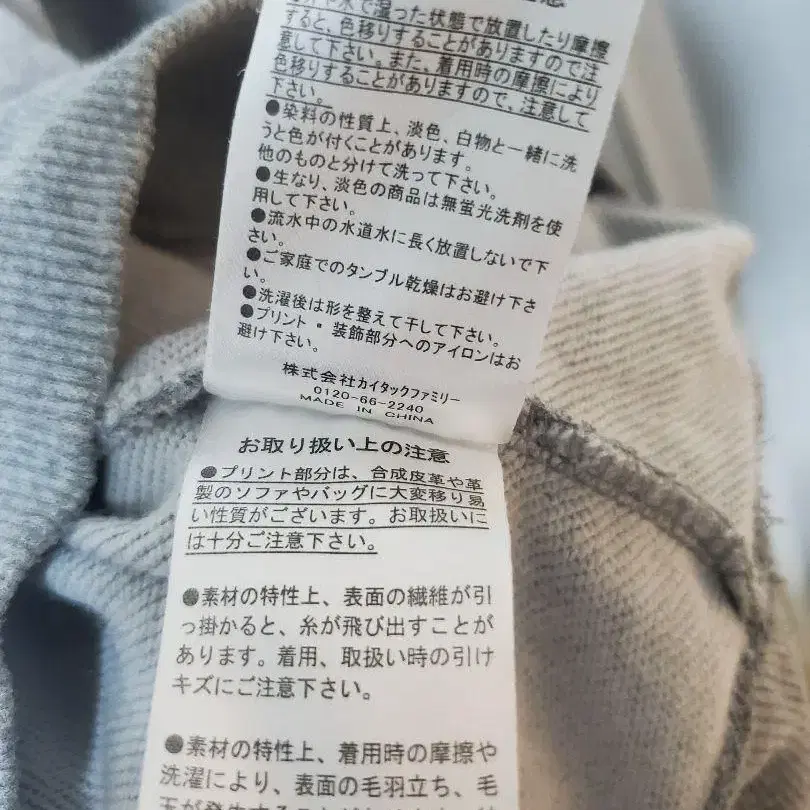 や水で湿った状態で放置したり摩擦
すると、色移りすることがありますので注
意して下さい。また、着用時の摩擦により
色移りすることがありますので、注意して
下さい。
●染料の性質上、淡色、白物と一緒に洗
うと色が付くことがあります。
他のものと分けて洗って下さい。
●生なり、淡色の商品は無蛍光洗剤を使
用して下さい。
●流水中の水道水に長く放置しないで下
さい。
●ご家庭でのタンブル乾燥はお避け下さ
い。
●洗濯後は形を整えて干して下さい。
●プリント・装飾部分へのアイロンはお
避け下さい。
株式会社カイタックファミリー
0120-66-2240
MADE IN CHINA
お取り扱い上の注意
●プリント部分は、合成皮革や革
製のソファやバッグに大変移り易
い性質がございます。お取扱いに
は十分ご注意下さい。
●素材の特性上、表面の繊維が引
っ掛かると、糸が飛び出すことが
あります。着用、取扱い時の引け
キズにご注意下さい。
●素材の特性上、着用時の摩擦や
洗濯により、表面の毛羽立ち、毛
玉が発生することがあります